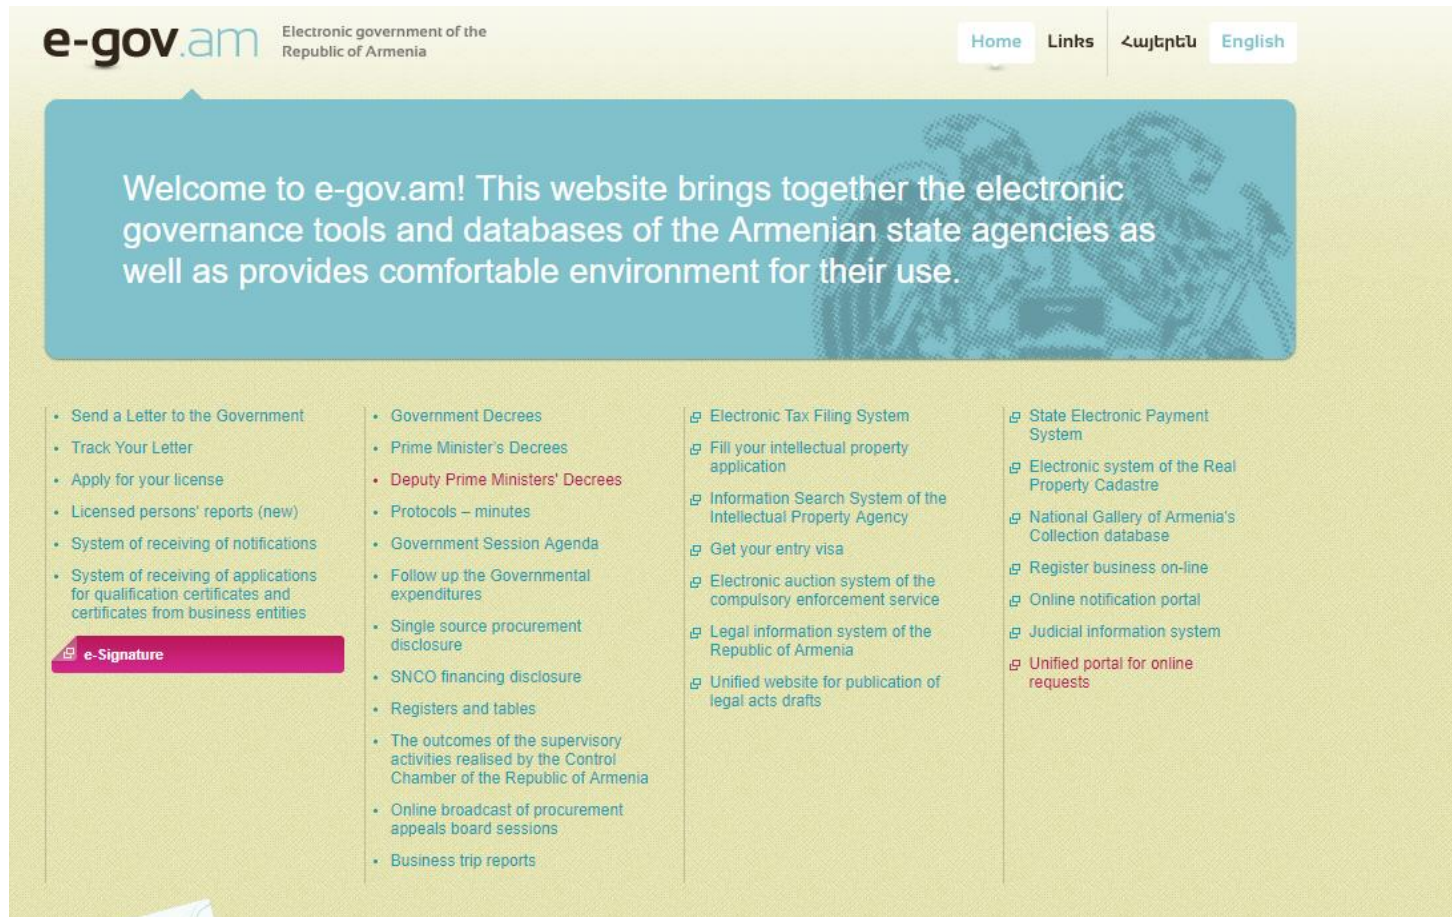 e-gov.am
Electronic government of the
Republic of Armenia
Home
Links
Հայերեն
English
Welcome to e-gov.am! This website brings together the electronic
governance tools and databases of the Armenian state agencies as
well as provides comfortable environment for their use.
Send a Letter to the Government
Track Your Letter
Apply for your license
Licensed persons' reports (new)
System of receiving of notifications
System of receiving of applications
for qualification certificates and
certificates from business entities
e-Signature
Government Decrees
Prime Minister's Decrees
Deputy Prime Ministers' Decrees
Protocols – minutes
Government Session Agenda
Follow up the Governmental
expenditures
Single source procurement
disclosure
SNCO financing disclosure
Registers and tables
The outcomes of the supervisory
activities realised by the Control
Chamber of the Republic of Armenia
Online broadcast of procurement
appeals board sessions
Business trip reports
Electronic Tax Filing System
Fill your intellectual property
application
Information Search System of the
Intellectual Property Agency
Get your entry visa
Electronic auction system of the
compulsory enforcement service
Legal information system of the
Republic of Armenia
Unified website for publication of
legal acts drafts
State Electronic Payment
System
Electronic system of the Real
Property Cadastre
National Gallery of Armenia's
Collection database
Register business on-line
Online notification portal
Judicial information system
Unified portal for online
requests